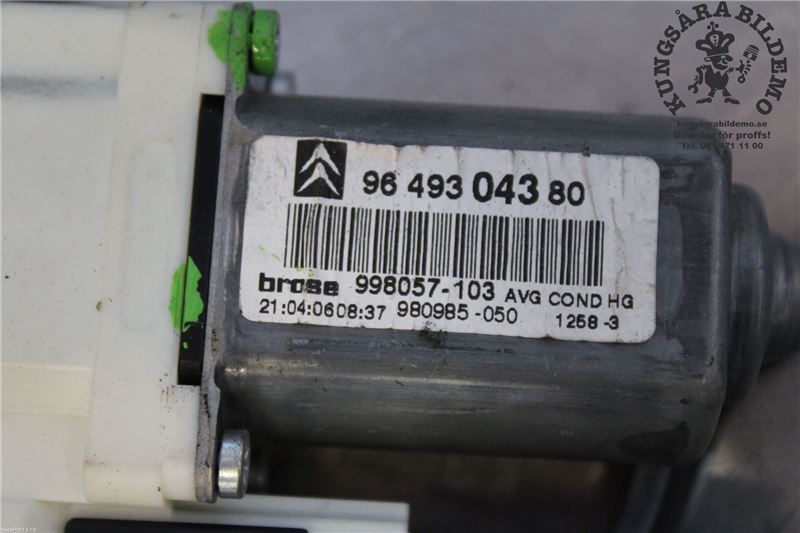 KUNGSÅRA BILDEMO
kungsarabildemo.se
Bildelar för proffs!
96 493 043 80
brose 998057-103 AVG COND HG
21:04:0608:37 980985-050 1258-3